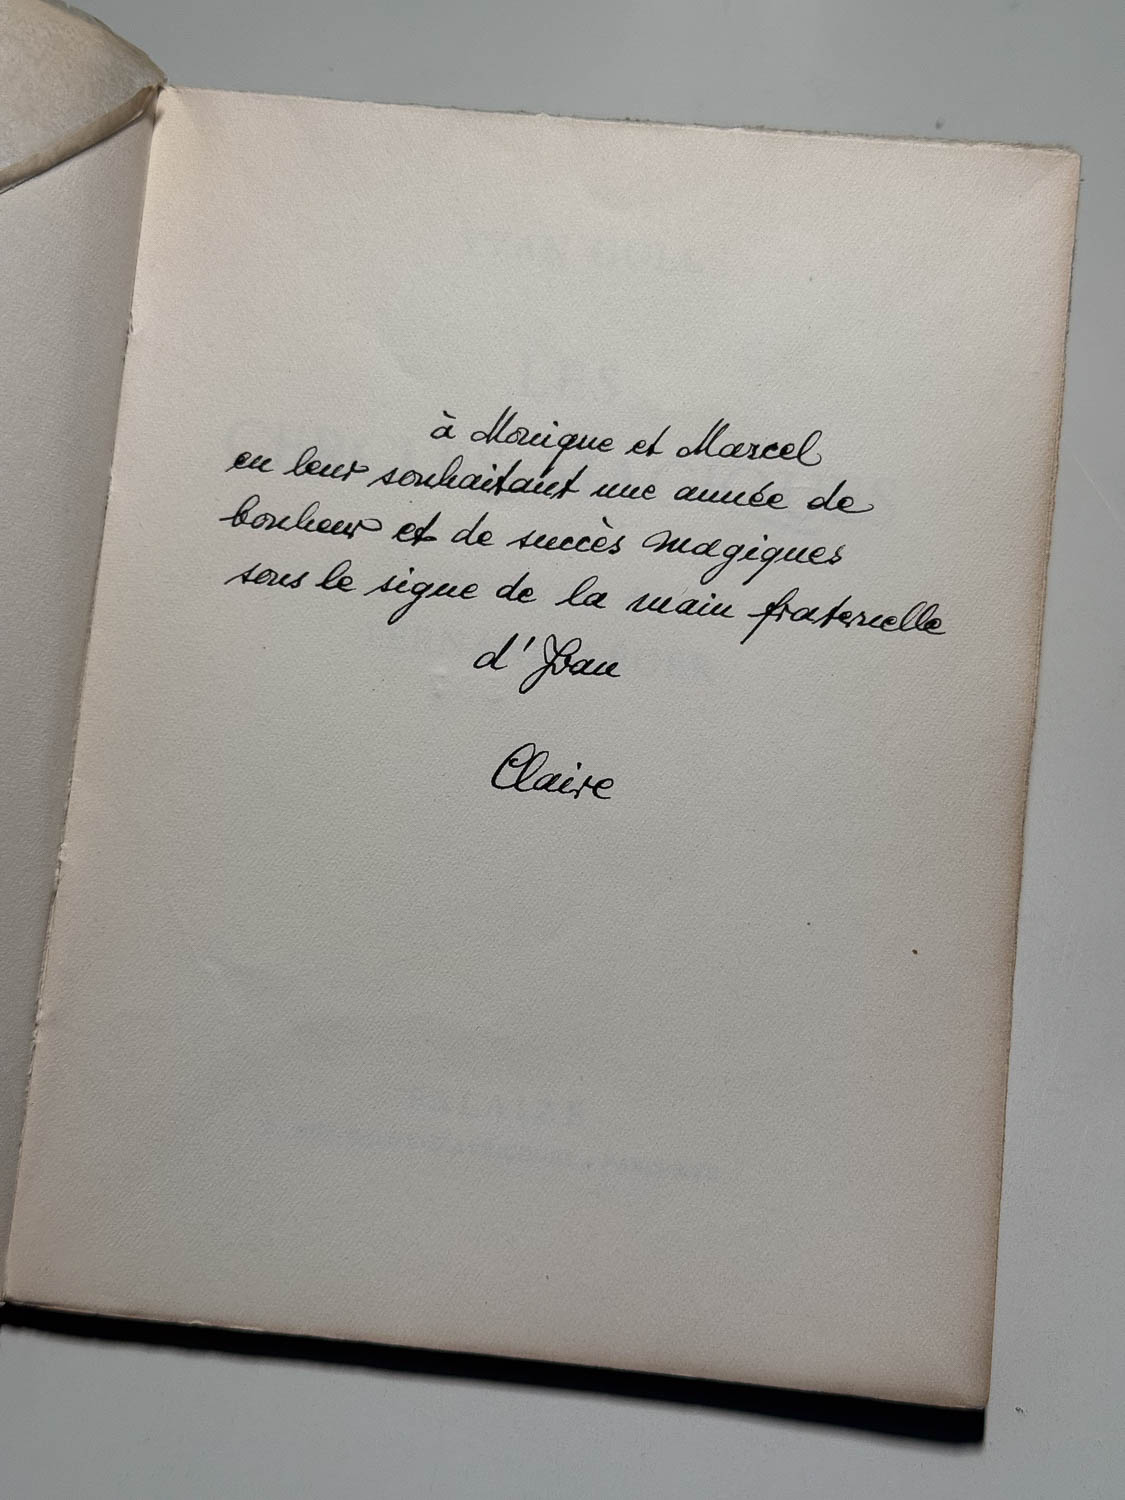 à Monique et Marcel
en leur souhaitant une année de
bonheur et de succès magiques
sous le signe de la main fraternelle
d'Yvan
Claire